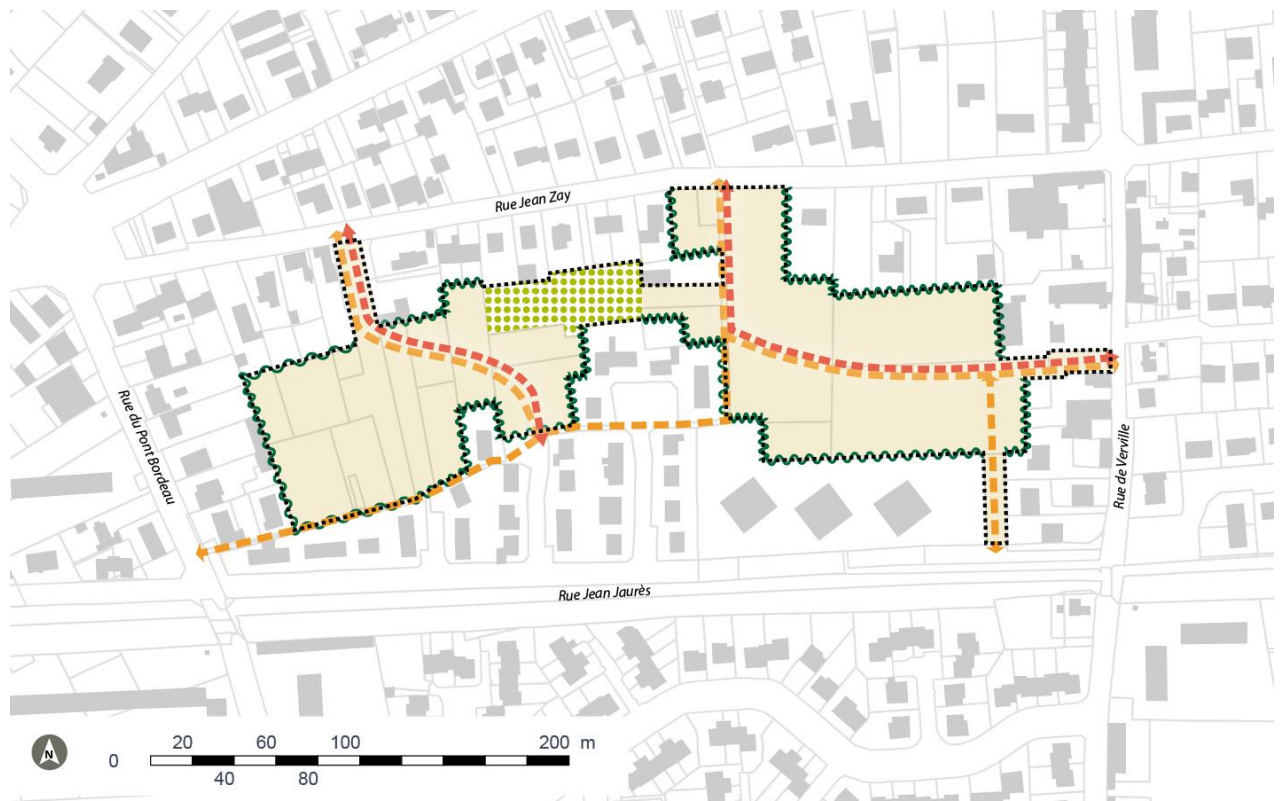 Rue Jean Zay
Rue du Pont Bordeau
Rue de Verville
Rue Jean Jaurès
N
0 20 60 100 200 m
40 80